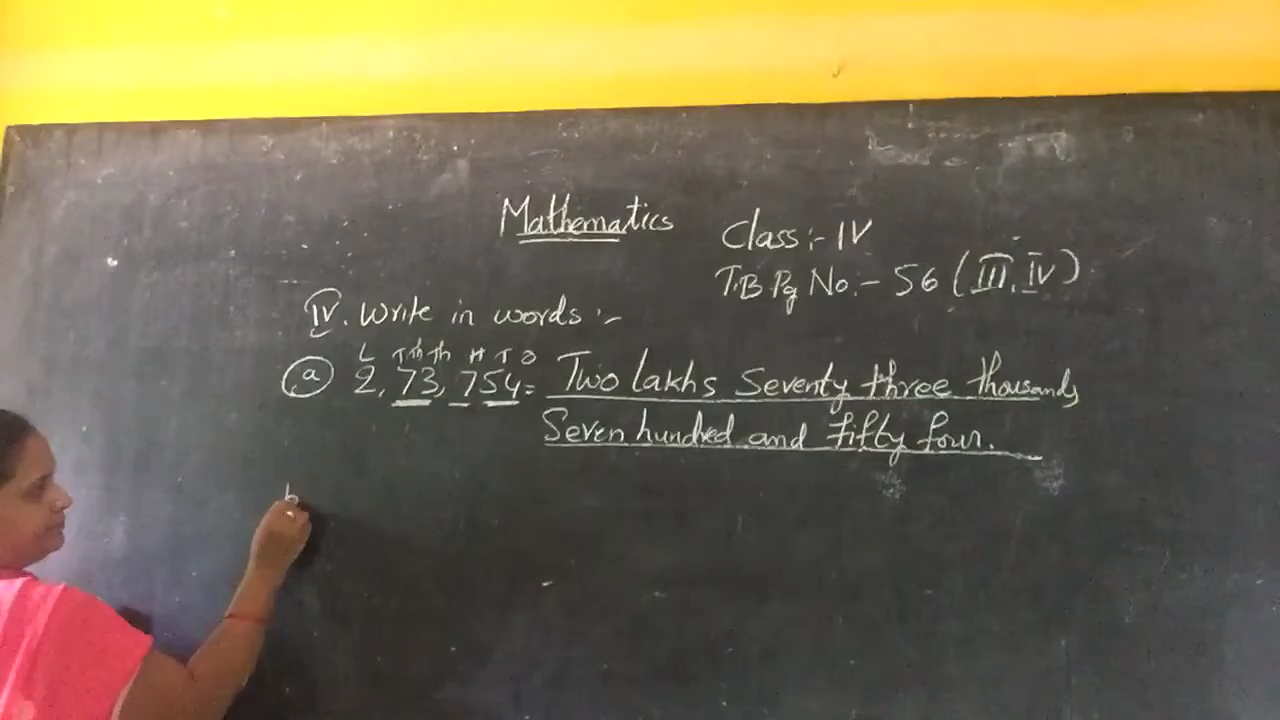 Mathematics
Class:- IV
T.B Pg No.- 56 (III, IV)
IV. Write in words :-
L T.th Th H T O
(a) 2,73,754 = Two lakhs Seventy three thousands
Seven hundred and fifty four.
b